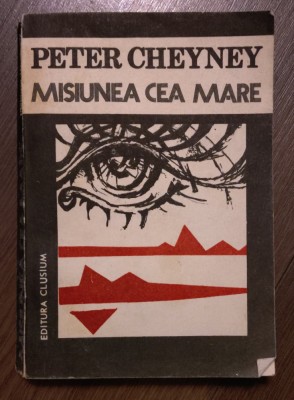 PETER CHEYNEY
MISIUNEA CEA MARE
EDITURA CLUSIUM